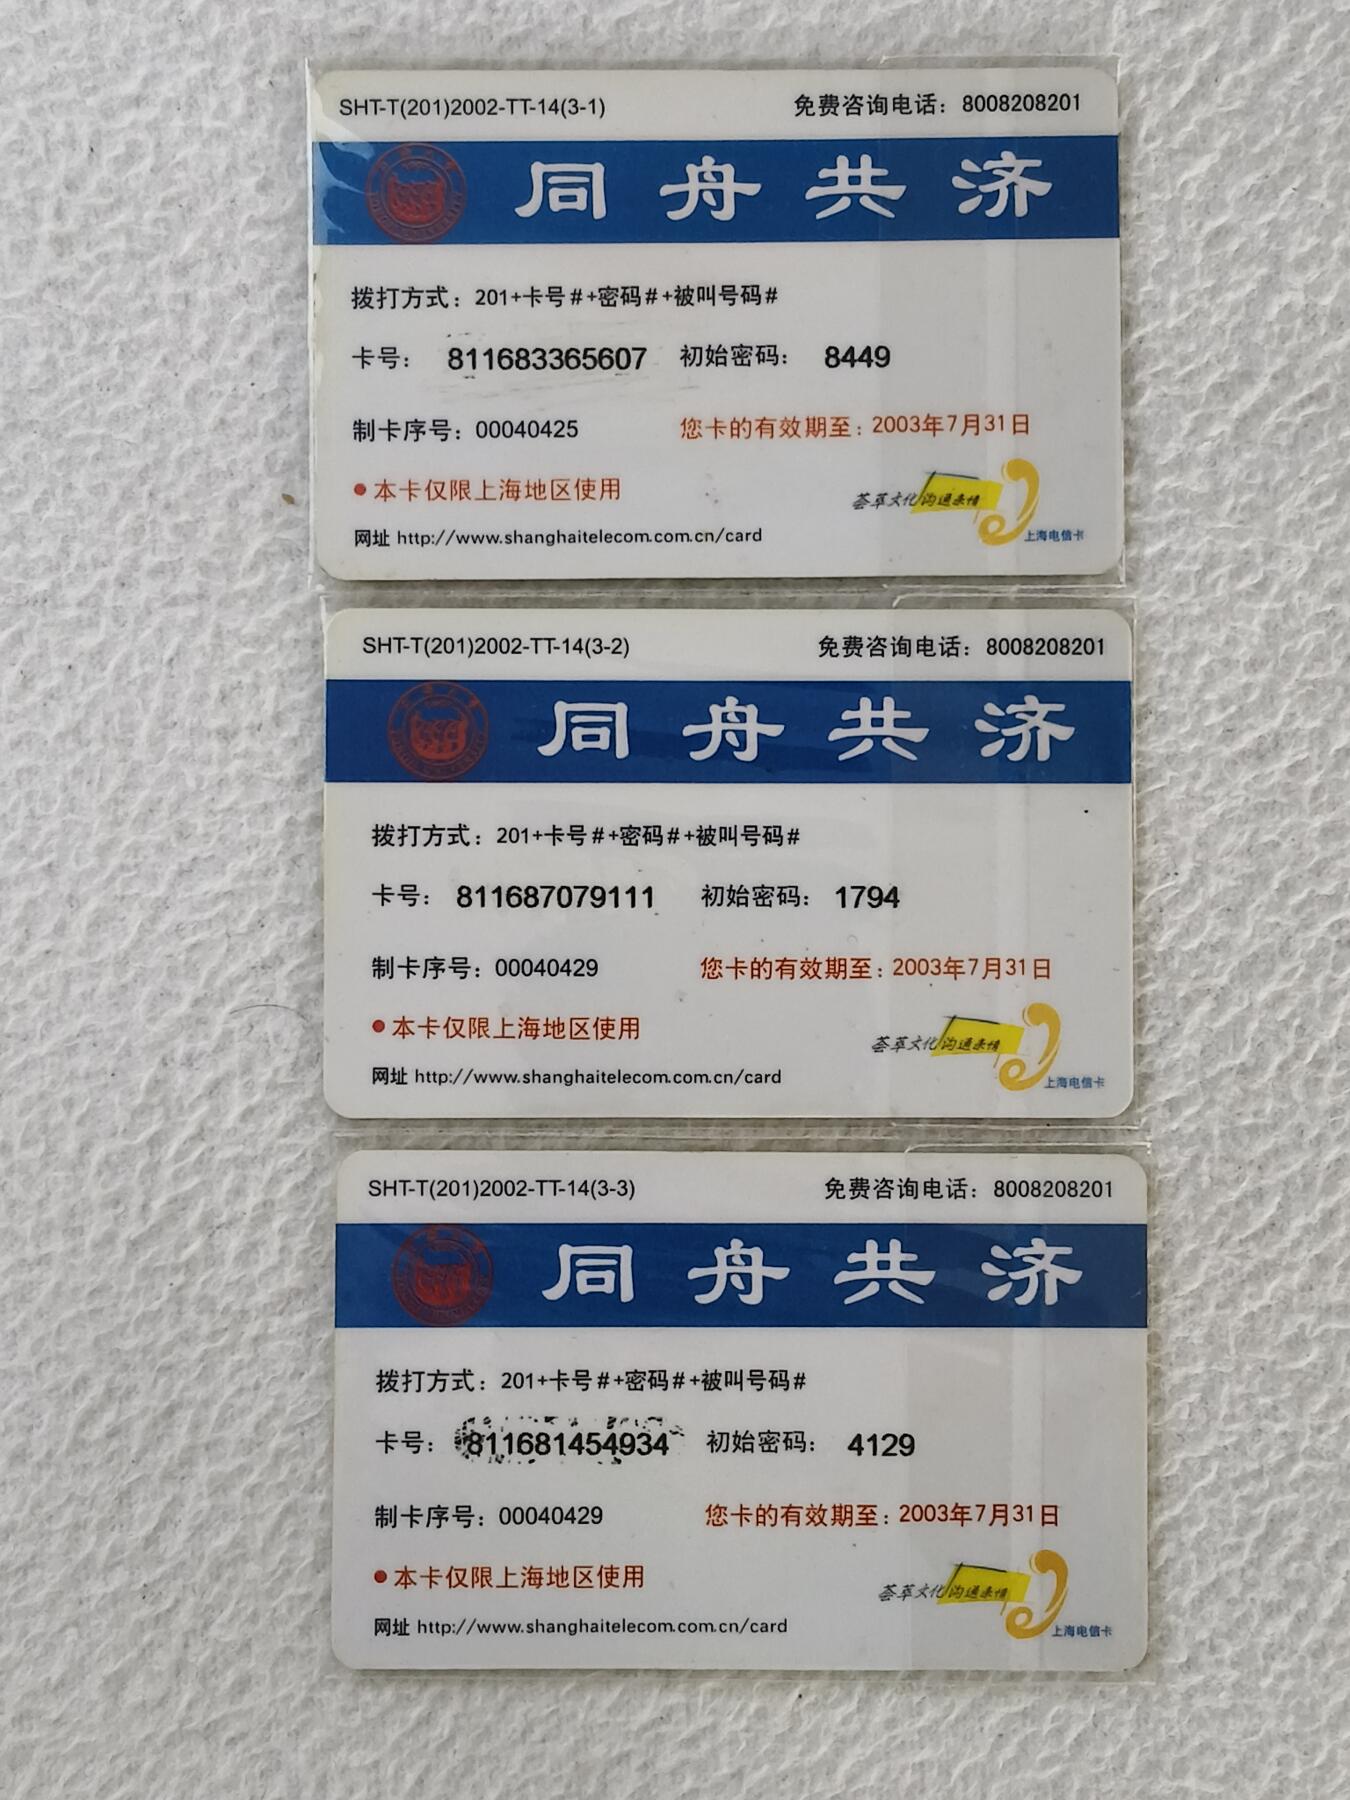 SHT-T(201)2002-TT-14(3-1) 免费咨询电话：8008208201
同舟共济
拨打方式：201+卡号#+密码#+被叫号码#
卡号： 811683365607 初始密码： 8449
制卡序号：00040425 您卡的有效期至：2003年7月31日
●本卡仅限上海地区使用
荟萃文化 沟通亲情
网址 http://www.shanghaitelecom.com.cn/card 上海电信卡
SHT-T(201)2002-TT-14(3-2) 免费咨询电话：8008208201
同舟共济
拨打方式：201+卡号#+密码#+被叫号码#
卡号： 811687079111 初始密码： 1794
制卡序号：00040429 您卡的有效期至：2003年7月31日
●本卡仅限上海地区使用
荟萃文化 沟通亲情
网址 http://www.shanghaitelecom.com.cn/card 上海电信卡
SHT-T(201)2002-TT-14(3-3) 免费咨询电话：8008208201
同舟共济
拨打方式：201+卡号#+密码#+被叫号码#
卡号： 811681454934 初始密码： 4129
制卡序号：00040429 您卡的有效期至：2003年7月31日
●本卡仅限上海地区使用
荟萃文化 沟通亲情
网址 http://www.shanghaitelecom.com.cn/card 上海电信卡